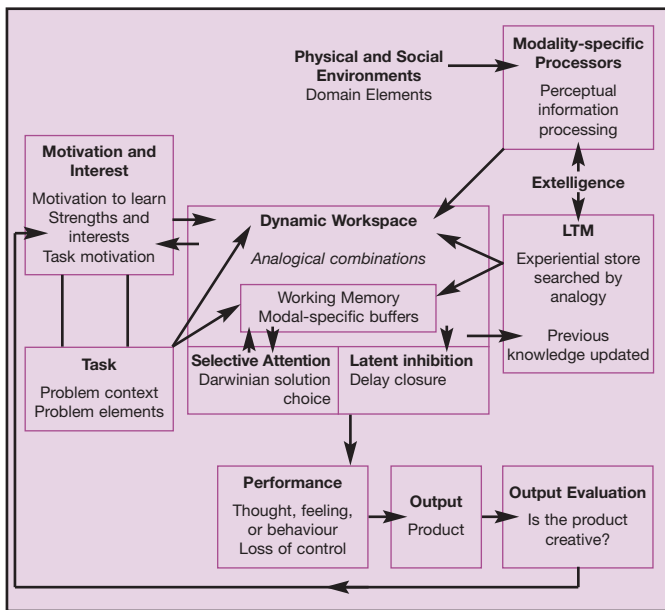 Physical and Social
Environments
Domain Elements
Modality-specific
Processors
Perceptual
information
processing
Motivation and
Interest
Motivation to learn
Strengths and
interests
Task motivation
Extelligence
Dynamic Workspace
Analogical combinations
LTM
Experiential store
searched by
analogy
Previous
knowledge updated
Working Memory
Modal-specific buffers
Task
Problem context
Problem elements
Selective Attention
Darwinian solution
choice
Latent inhibition
Delay closure
Performance
Thought, feeling,
or behaviour
Loss of control
Output
Product
Output Evaluation
Is the product
creative?